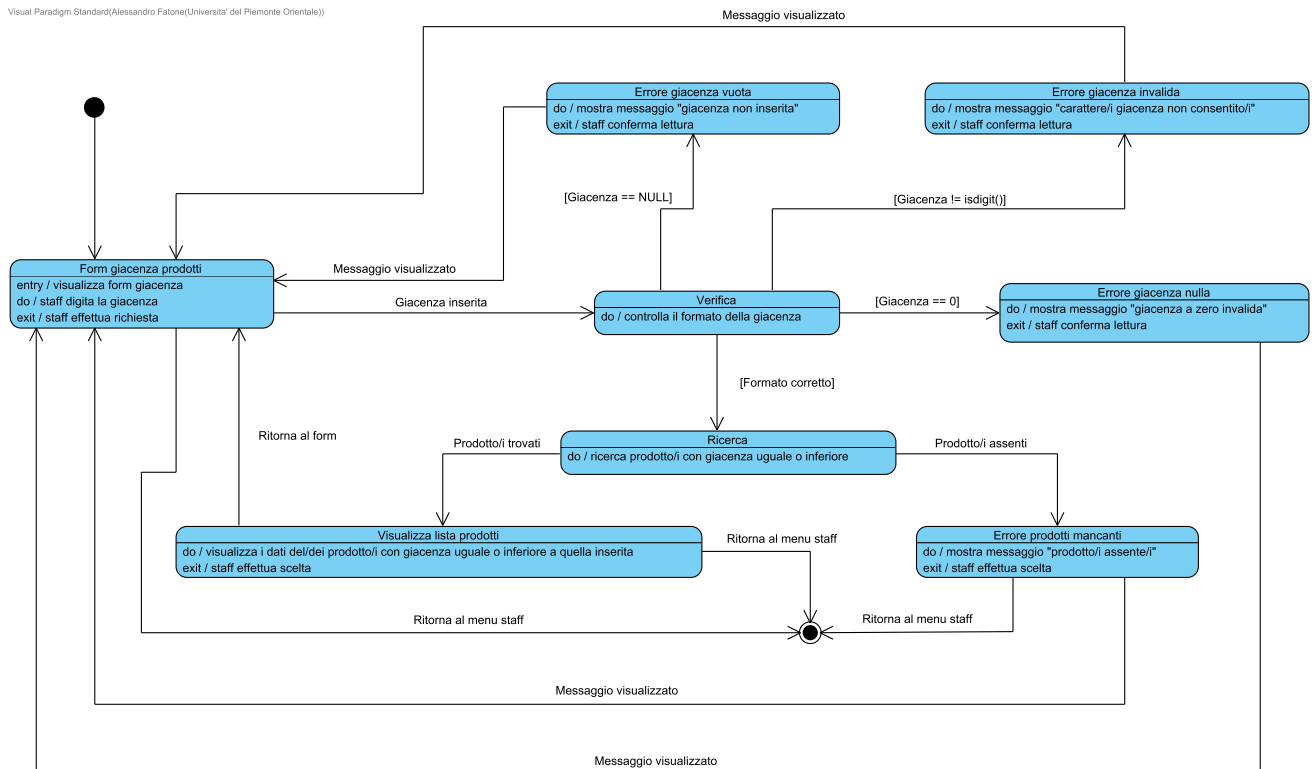 Visual Paradigm Standard(Alessandro Fatone(Universita' del Piemonte Orientale))
Messaggio visualizzato
Errore giacenza vuota
do / mostra messaggio "giacenza non inserita"
exit / staff conferma lettura
Errore giacenza invalida
do / mostra messaggio "carattere/i giacenza non consentito/i"
exit / staff conferma lettura
[Giacenza == NULL]
[Giacenza != isdigit()]
Form giacenza prodotti
entry / visualizza form giacenza
do / staff digita la giacenza
exit / staff effettua richiesta
Messaggio visualizzato
Giacenza inserita
Verifica
do / controlla il formato della giacenza
[Giacenza == 0]
Errore giacenza nulla
do / mostra messaggio "giacenza a zero invalida"
exit / staff conferma lettura
[Formato corretto]
Ritorna al form
Prodotto/i trovati
Ricerca
do / ricerca prodotto/i con giacenza uguale o inferiore
Prodotto/i assenti
Visualizza lista prodotti
do / visualizza i dati del/dei prodotto/i con giacenza uguale o inferiore a quella inserita
exit / staff effettua scelta
Ritorna al menu staff
Errore prodotti mancanti
do / mostra messaggio "prodotto/i assente/i"
exit / staff effettua scelta
Ritorna al menu staff
Ritorna al menu staff
Messaggio visualizzato
Messaggio visualizzato